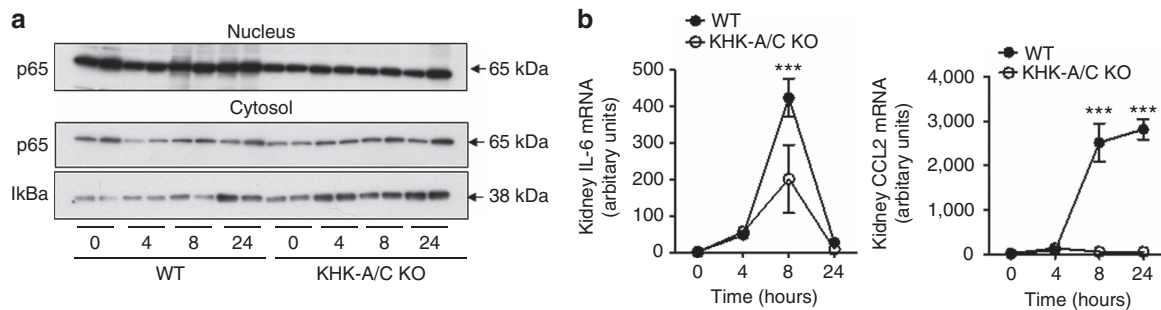 a
Nucleus
p65
65 kDa
Cytosol
p65
65 kDa
IkBa
38 kDa
0 4 8 24 0 4 8 24
WT KHK-A/C KO
b
WT
KHK-A/C KO
Kidney IL-6 mRNA
(arbitary units)
500
400
300
200
100
0
***
0 4 8 24
Time (hours)
WT
KHK-A/C KO
Kidney CCL2 mRNA
(arbitary units)
4,000
3,000
2,000
1,000
0
*** ***
0 4 8 24
Time (hours)